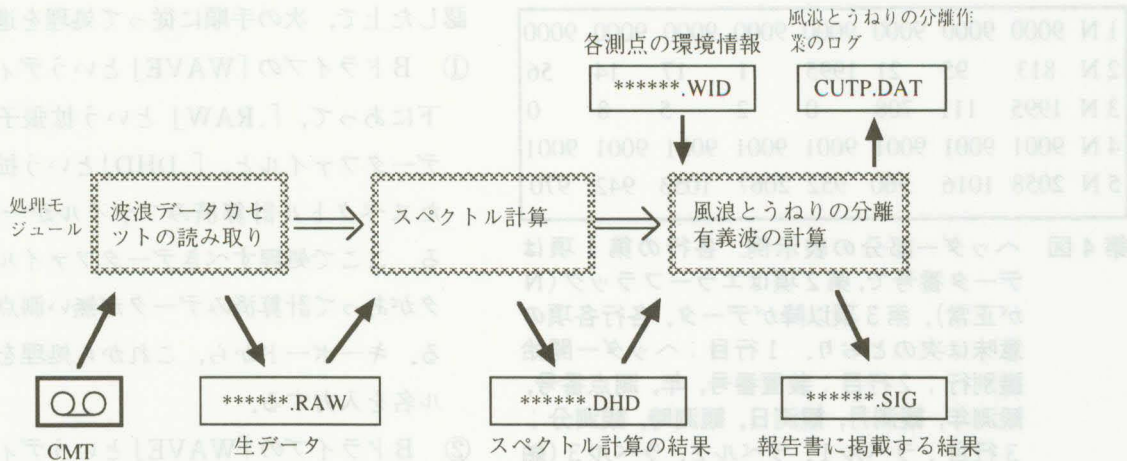 風浪とうねりの分離作
業のログ
各測点の環境情報
******.WID
CUTP.DAT
処理モ
ジュール
波浪データカセ
ットの読み取り
スペクトル計算
風浪とうねりの分離
有義波の計算
******.RAW
******.DHD
******.SIG
CMT
生データ
スペクトル計算の結果
報告書に掲載する結果